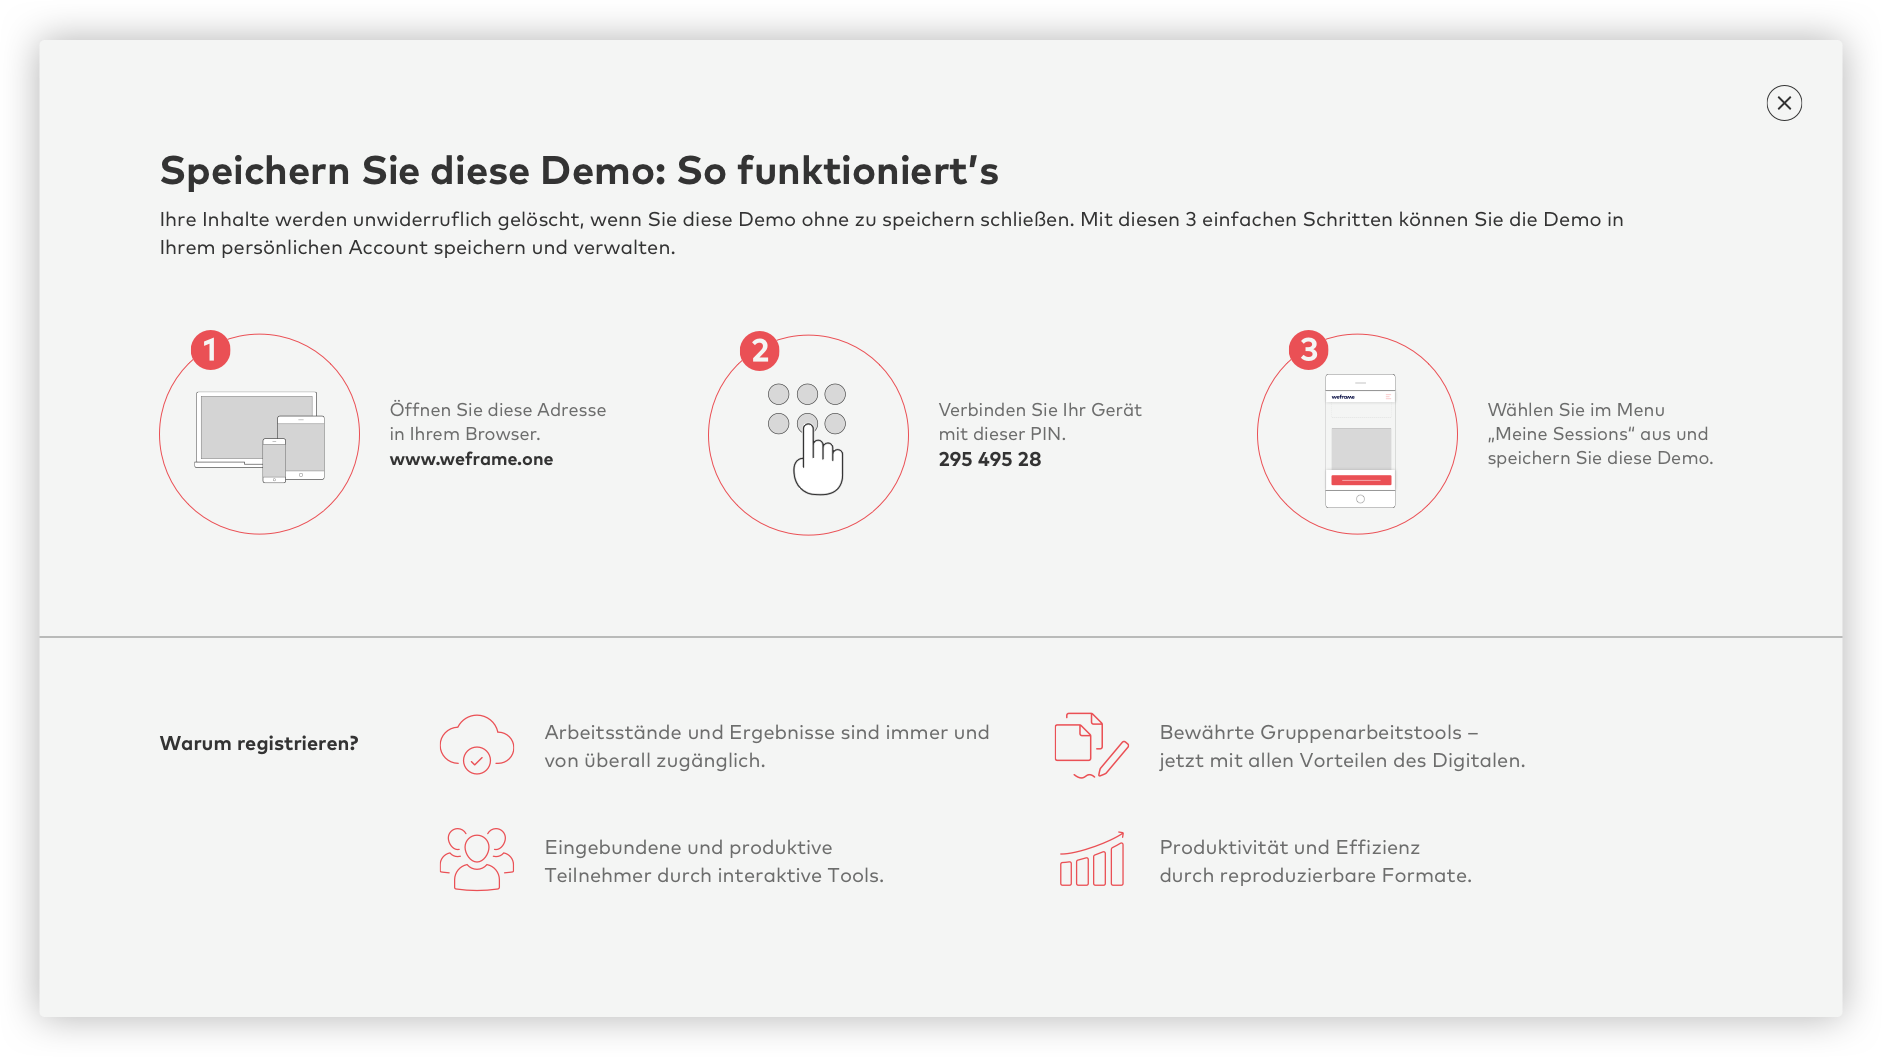 Speichern Sie diese Demo: So funktioniert’s
Ihre Inhalte werden unwiderruflich gelöscht, wenn Sie diese Demo ohne zu speichern schließen. Mit diesen 3 einfachen Schritten können Sie die Demo in
Ihrem persönlichen Account speichern und verwalten.
1
Öffnen Sie diese Adresse
in Ihrem Browser.
www.weframe.one
2
Verbinden Sie Ihr Gerät
mit dieser PIN.
295 495 28
3
weframe
Wählen Sie im Menu
„Meine Sessions“ aus und
speichern Sie diese Demo.
Warum registrieren?
Arbeitsstände und Ergebnisse sind immer und
von überall zugänglich.
Bewährte Gruppenarbeitstools –
jetzt mit allen Vorteilen des Digitalen.
Eingebundene und produktive
Teilnehmer durch interaktive Tools.
Produktivität und Effizienz
durch reproduzierbare Formate.